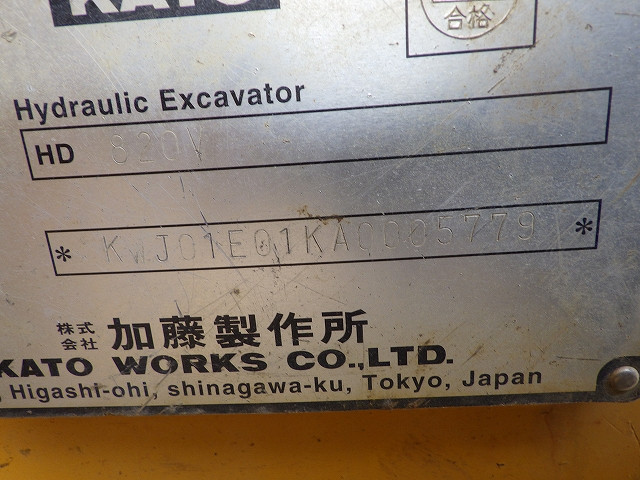 KATO
合格
Hydraulic Excavator
HD 820V
* KWJ01E01KA0005779 *
株式会社 加藤製作所
KATO WORKS CO.,LTD.
, Higashi-ohi, shinagawa-ku, Tokyo, Japan